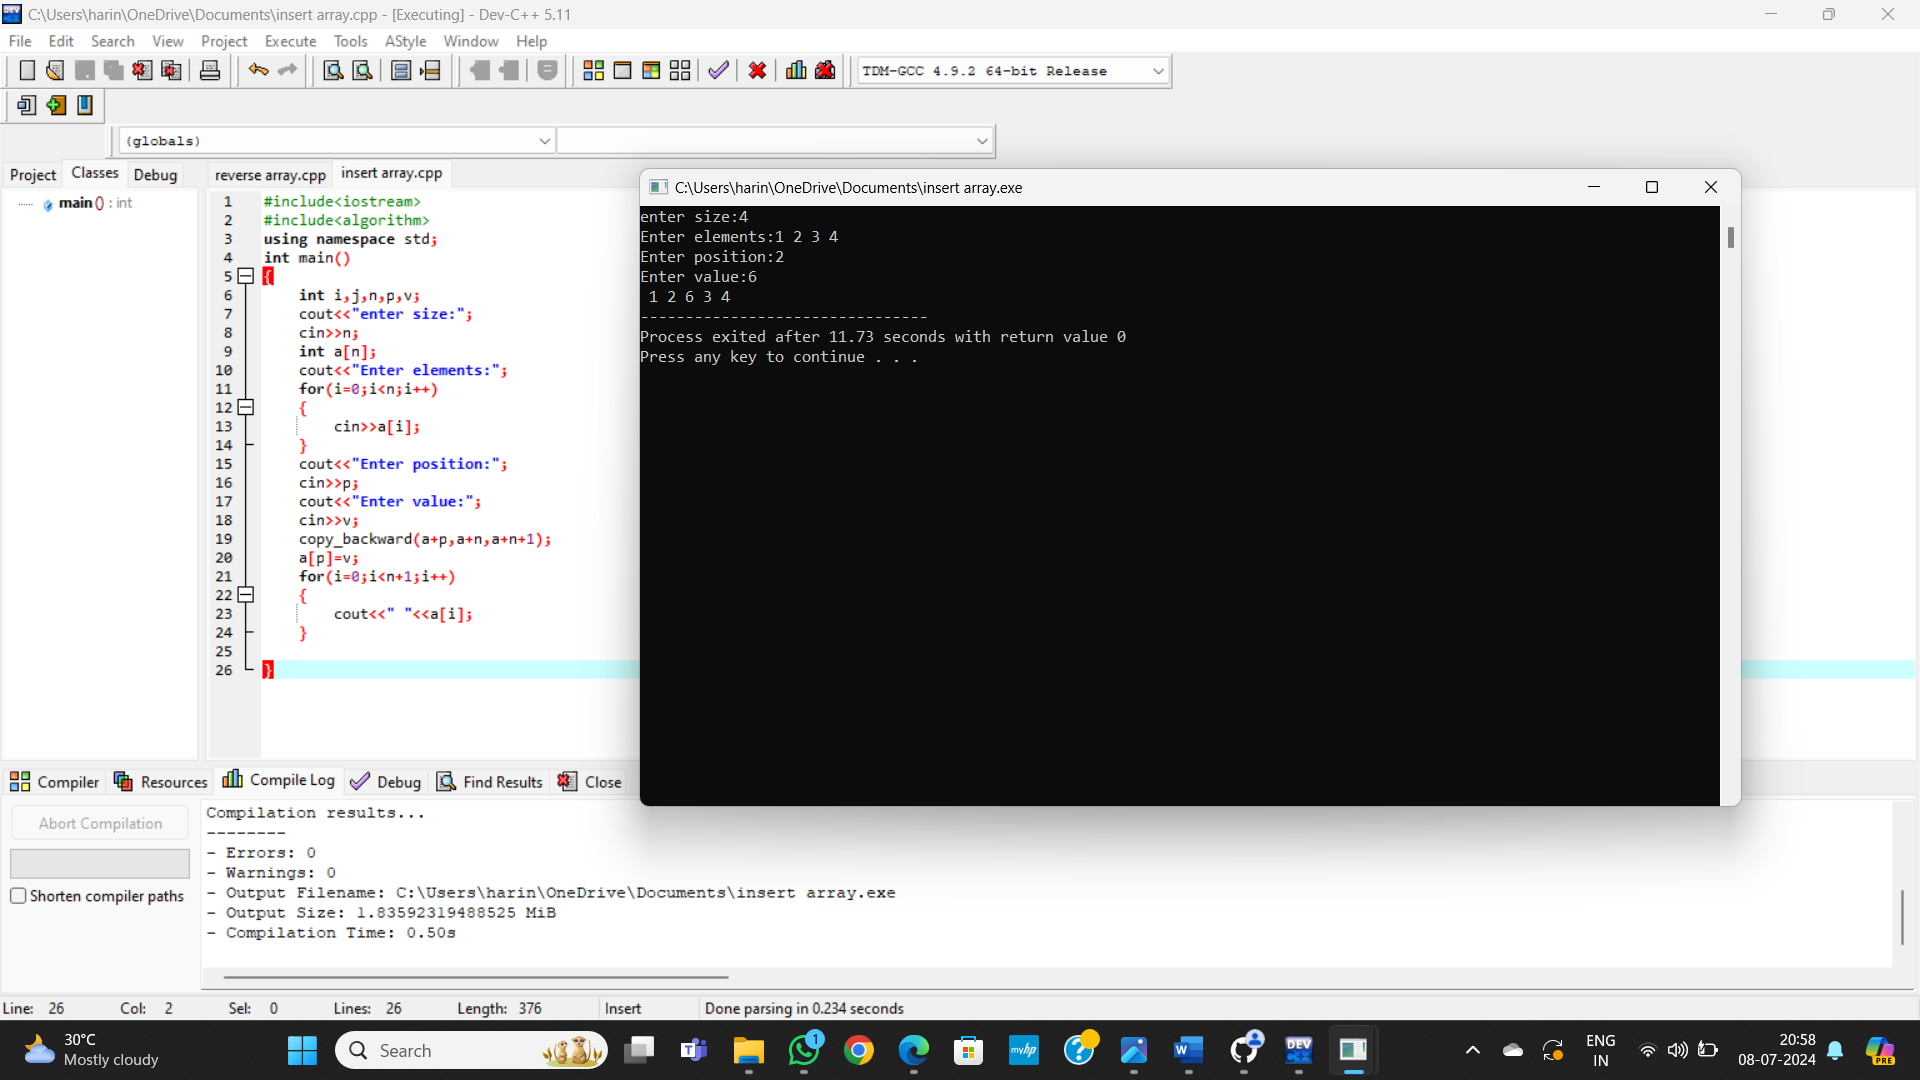 C:\Users\harin\OneDrive\Documents\insert array.cpp - [Executing] - Dev-C++ 5.11
File Edit Search View Project Execute Tools AStyle Window Help
TDM-GCC 4.9.2 64-bit Release
(globals)
Project Classes Debug
reverse array.cpp insert array.cpp
main () : int
1 #include<iostream>
2 #include<algorithm>
3 using namespace std;
4 int main()
5 {
6 int i,j,n,p,v;
7 cout<<"enter size:";
8 cin>>n;
9 int a[n];
10 cout<<"Enter elements:";
11 for(i=0;i<n;i++)
12 {
13 cin>>a[i];
14 }
15 cout<<"Enter position:";
16 cin>>p;
17 cout<<"Enter value:";
18 cin>>v;
19 copy_backward(a+p,a+n,a+n+1);
20 a[p]=v;
21 for(i=0;i<n+1;i++)
22 {
23 cout<<" "<<a[i];
24 }
25
26 }
C:\Users\harin\OneDrive\Documents\insert array.exe
enter size:4
Enter elements:1 2 3 4
Enter position:2
Enter value:6
1 2 6 3 4
--------------------------------
Process exited after 11.73 seconds with return value 0
Press any key to continue . . .
Compiler Resources Compile Log Debug Find Results Close
Abort Compilation
Shorten compiler paths
Compilation results...
--------
- Errors: 0
- Warnings: 0
- Output Filename: C:\Users\harin\OneDrive\Documents\insert array.exe
- Output Size: 1.83592319488525 MiB
- Compilation Time: 0.50s
Line: 26 Col: 2 Sel: 0 Lines: 26 Length: 376 Insert Done parsing in 0.234 seconds
30°C
Mostly cloudy
Search
1
myhp
DEV
C++
ENG
IN
20:58
08-07-2024
PRE